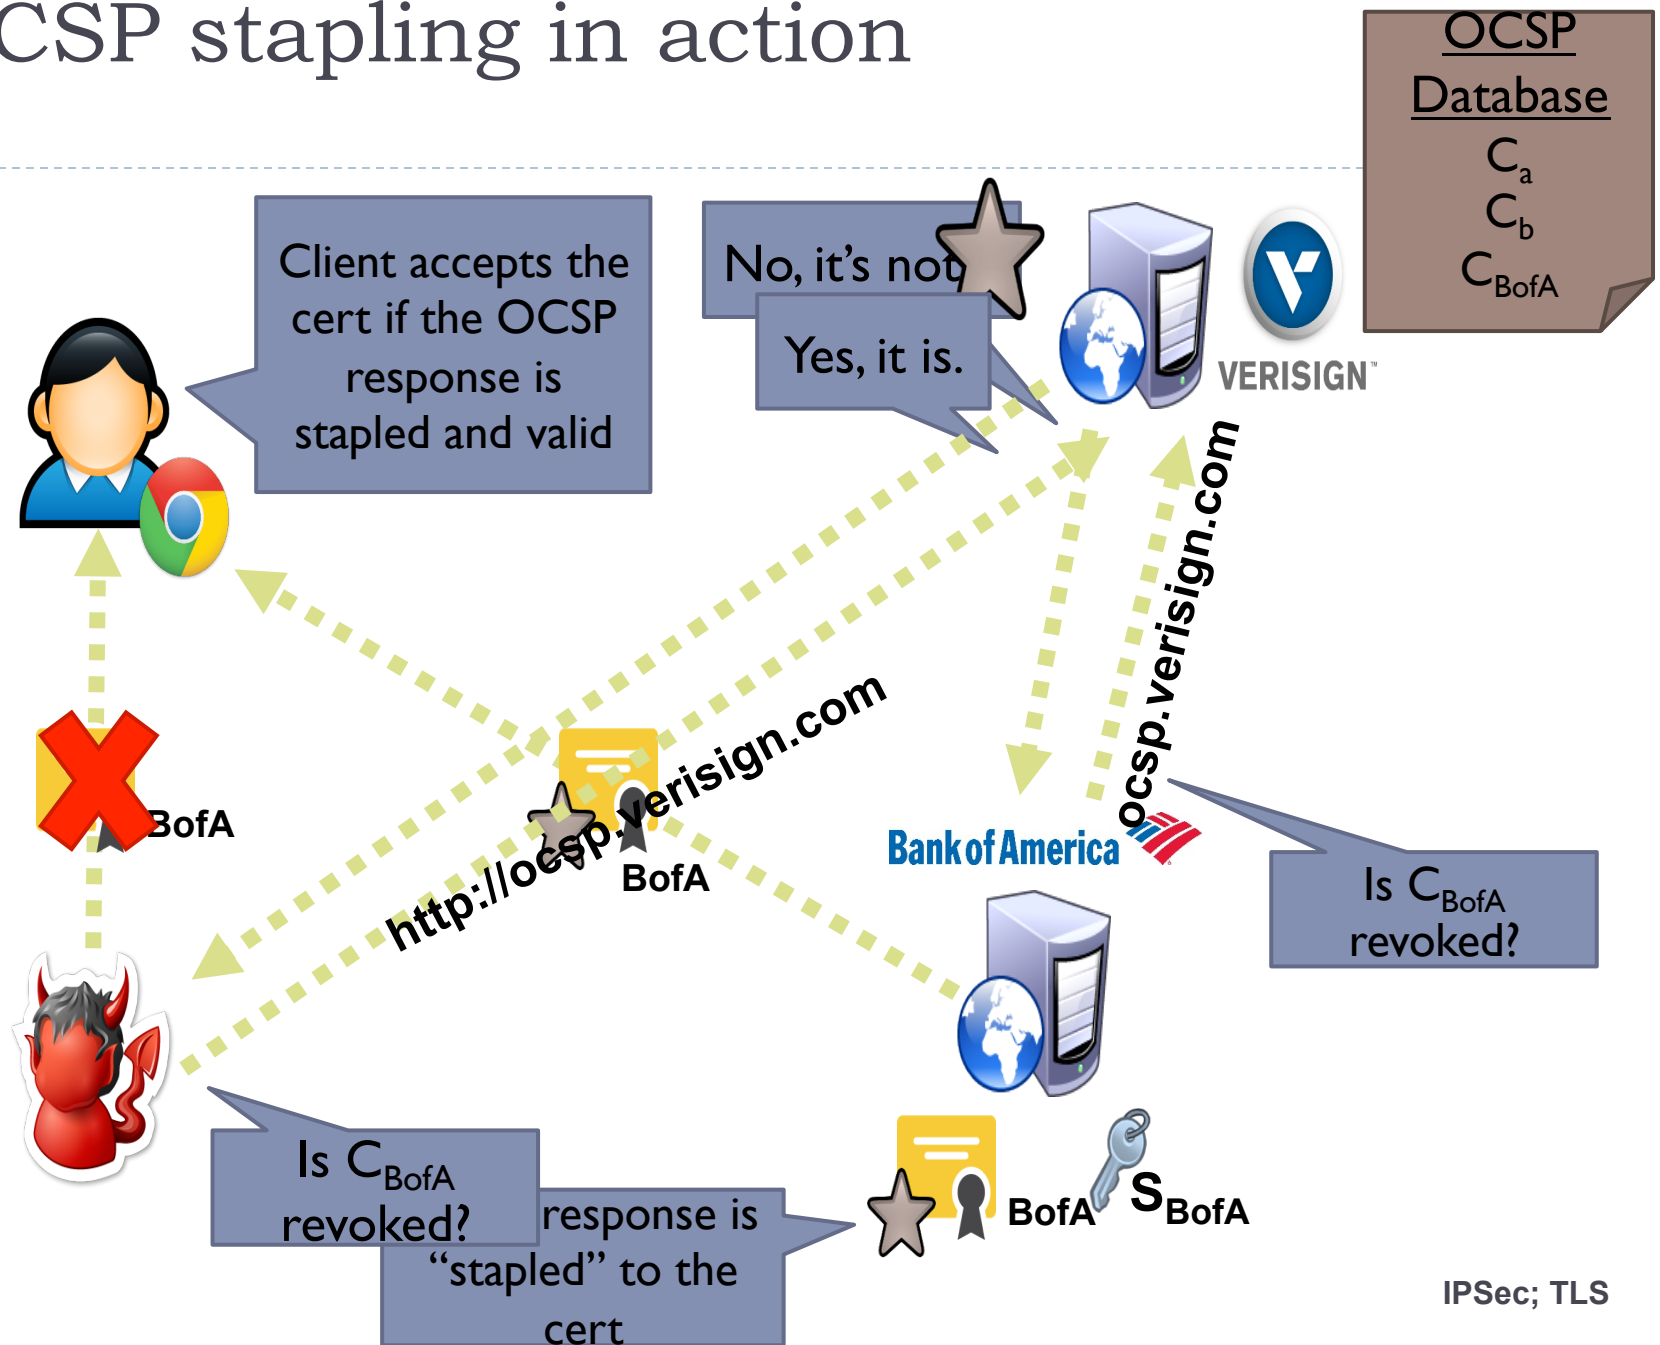 CSP stapling in action
OCSP
Database
Ca
Cb
CBofA
Client accepts the
cert if the OCSP
response is
stapled and valid
No, it’s not
Yes, it is.
VERISIGN™
ocsp.verisign.com
http://ocsp.verisign.com
BofA
BofA
Bank of America
Is CBofA
revoked?
Is CBofA
revoked?
response is
“stapled” to the
cert
BofA
SBofA
IPSec; TLS